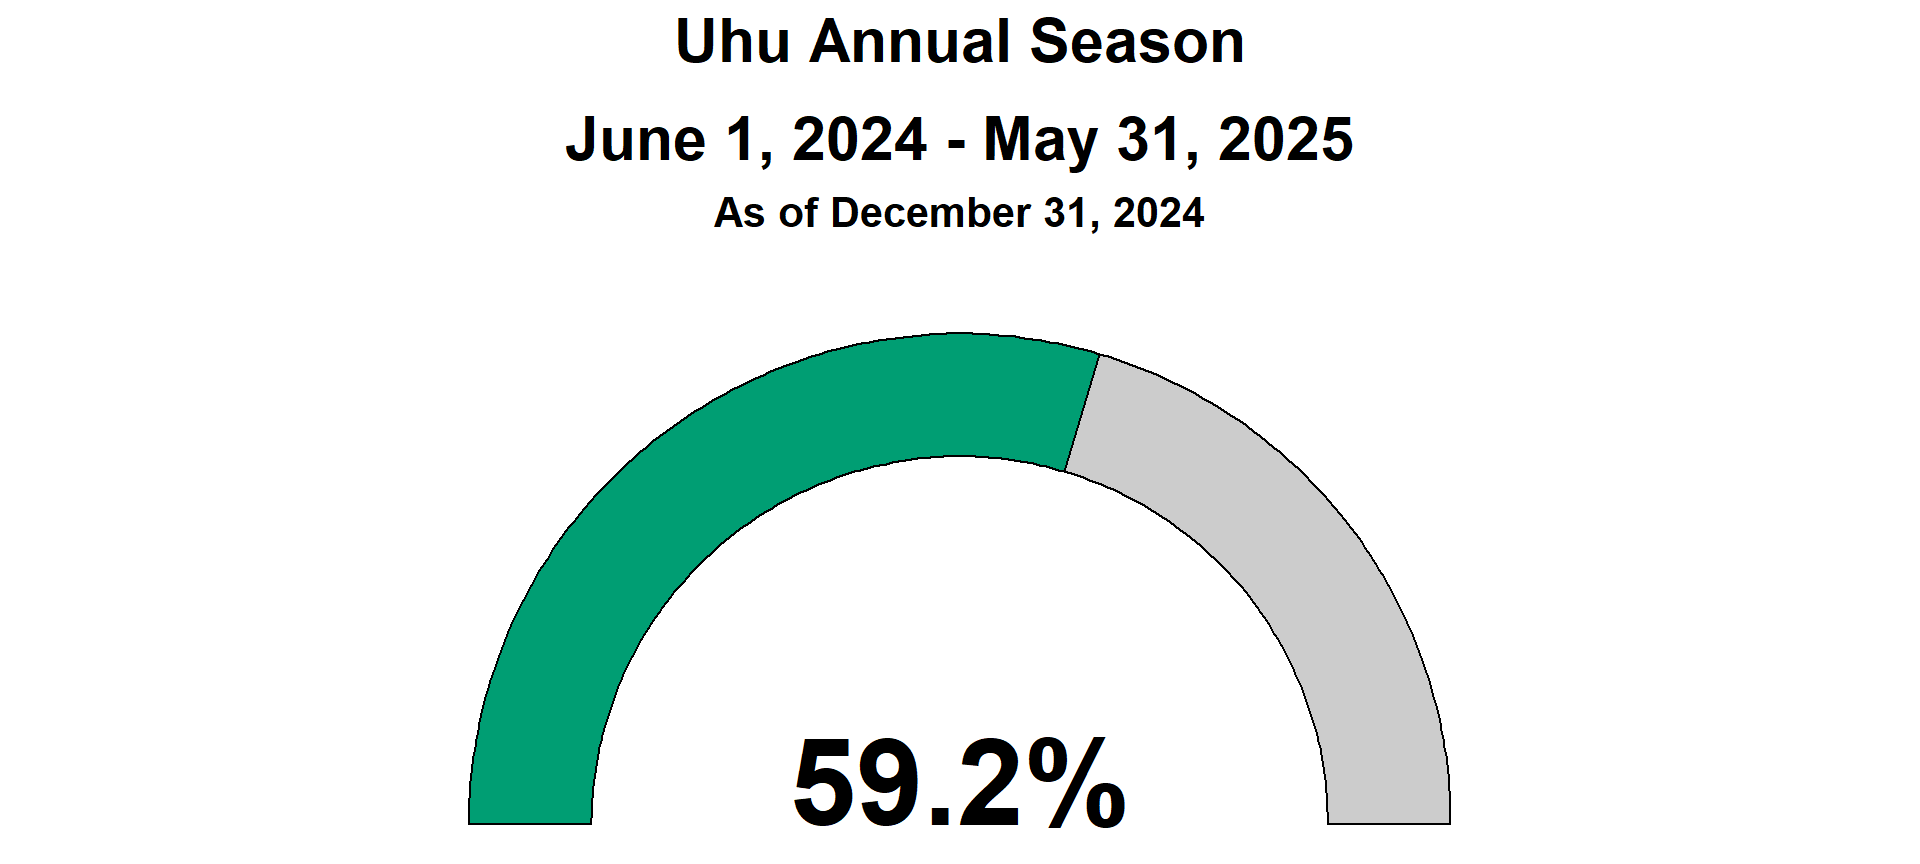 Uhu Annual Season
June 1, 2024 - May 31, 2025
As of December 31, 2024
59.2%